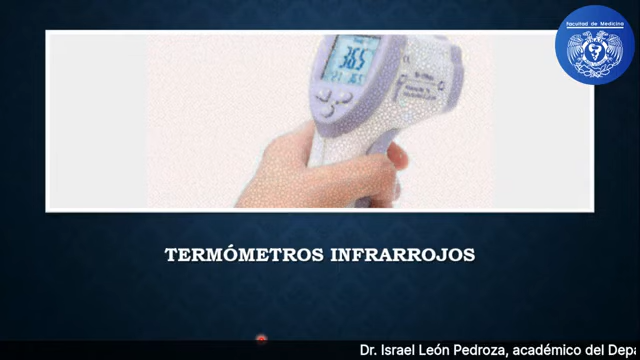 Facultad de Medicina
36.5
TERMÓMETROS INFRARROJOS
Dr. Israel León Pedroza, académico del Depa